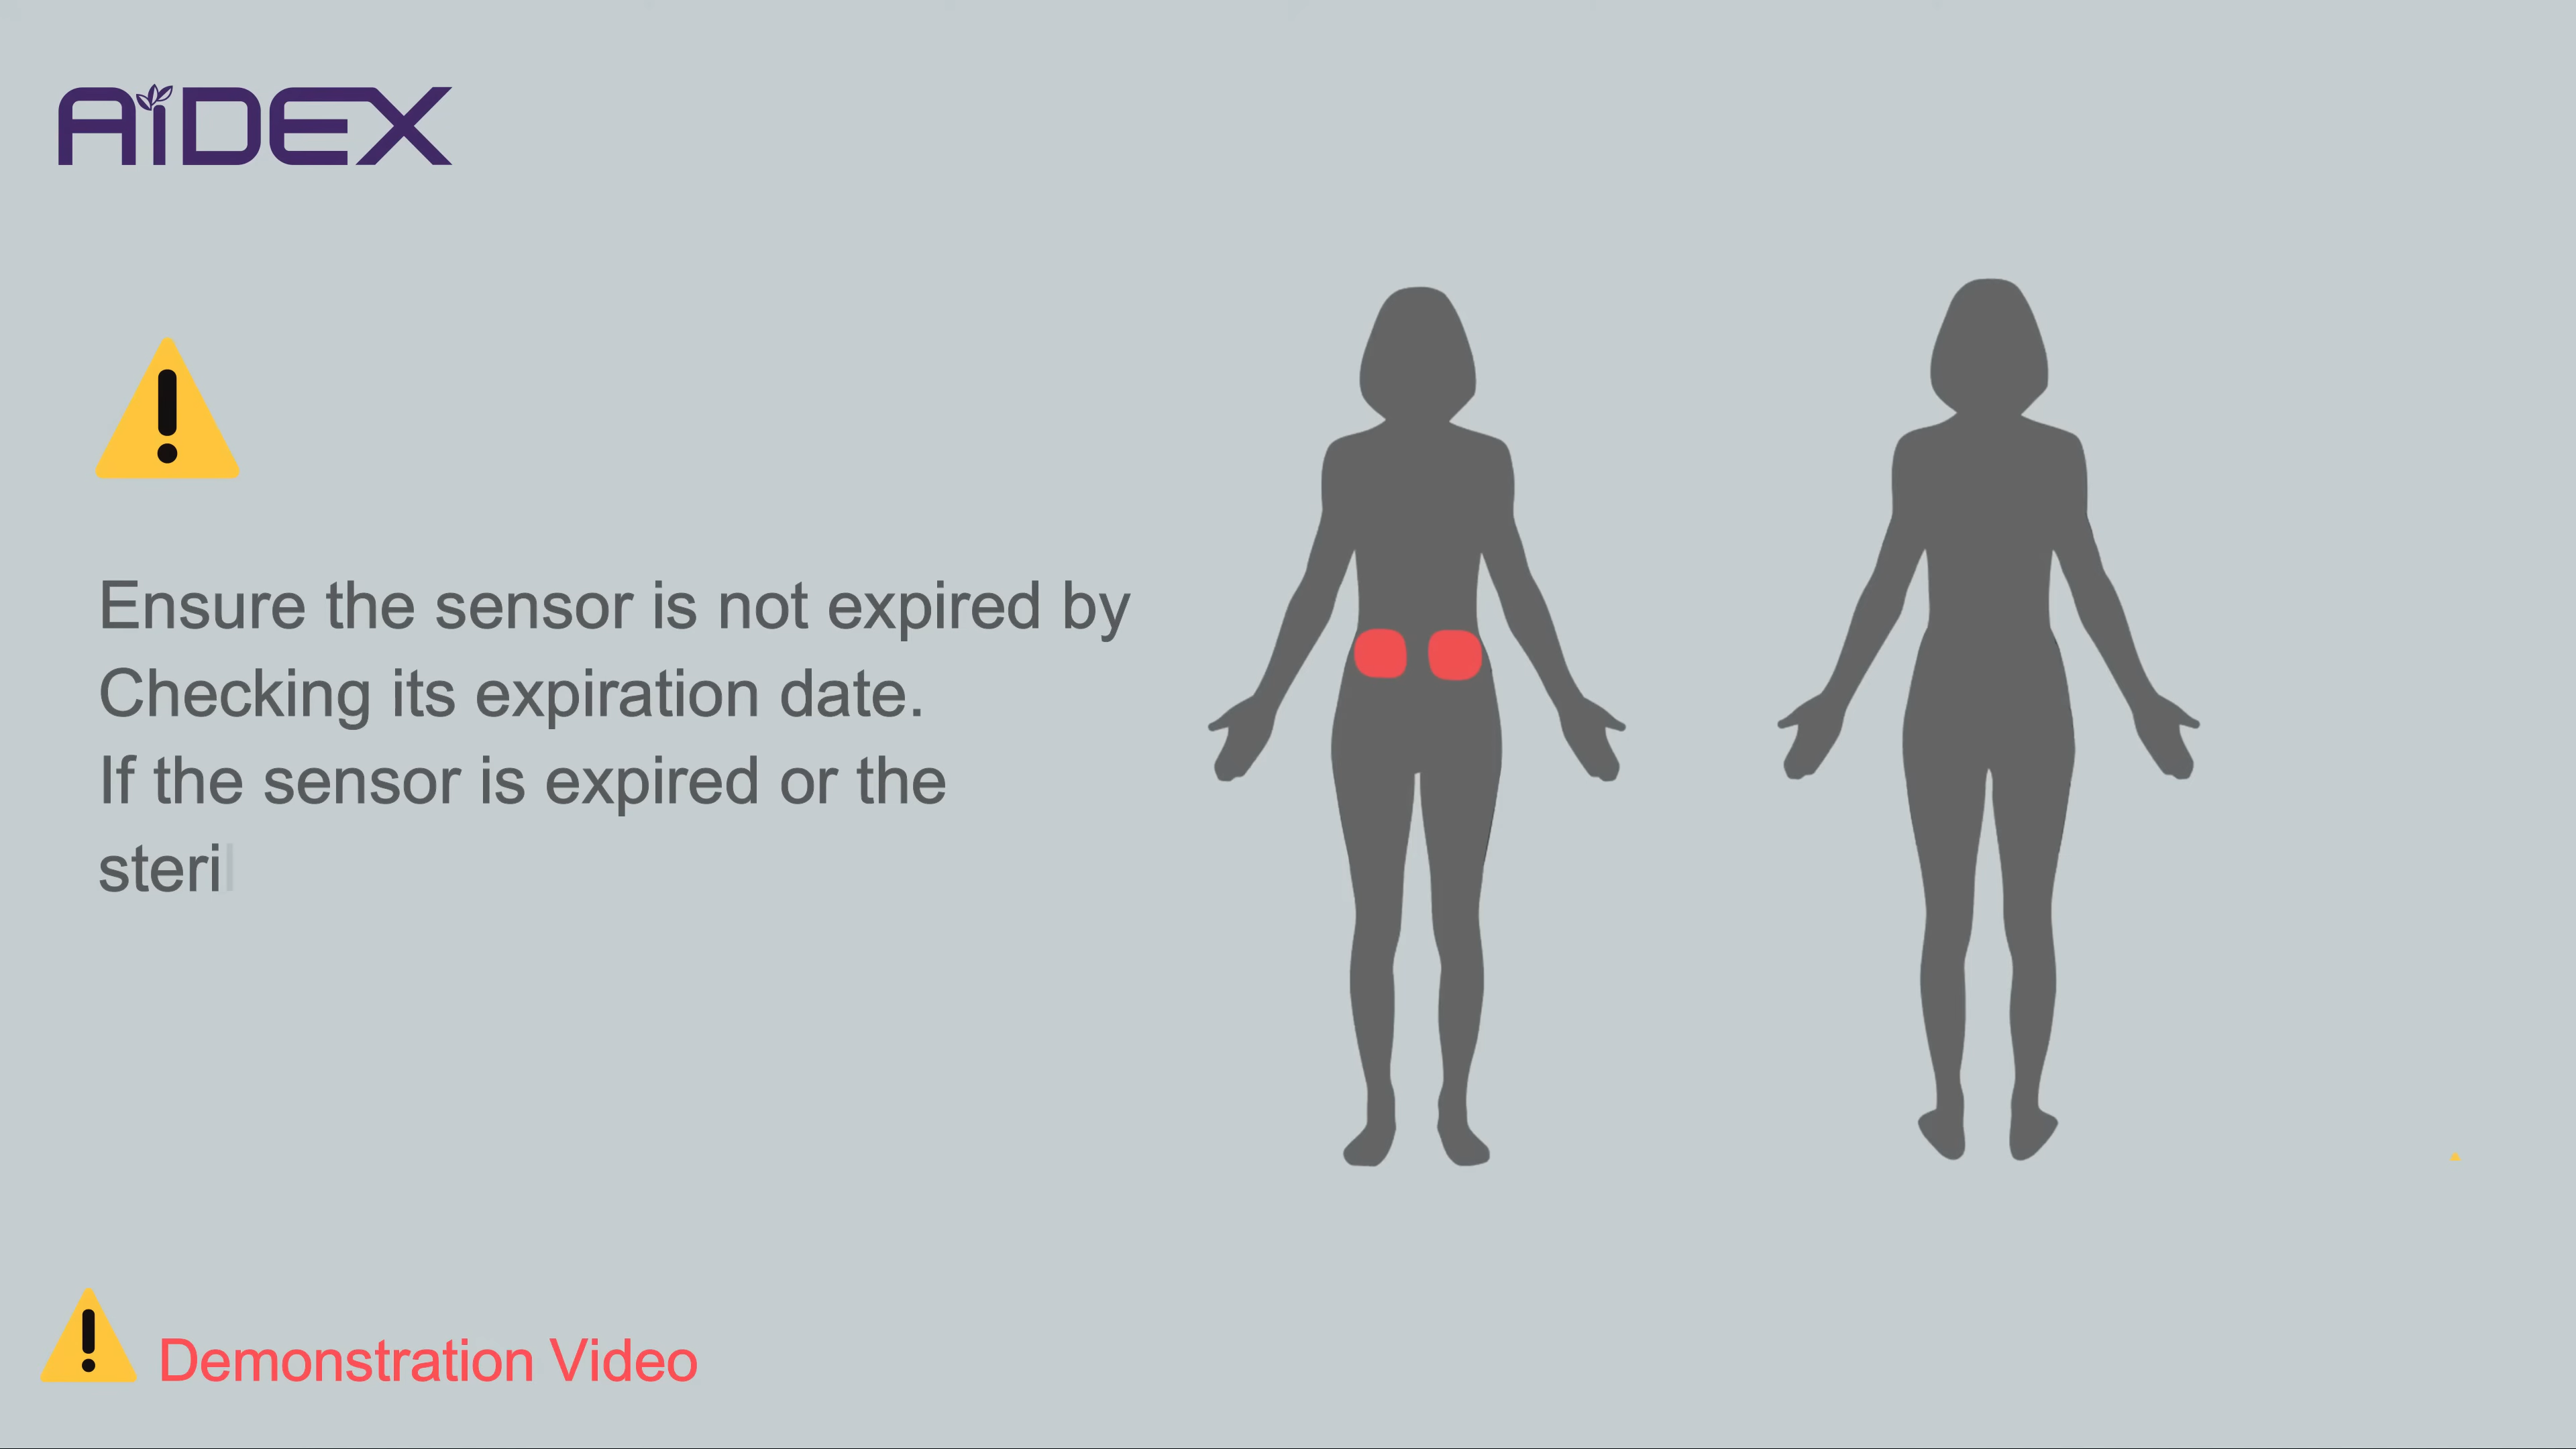 AiDEX
Ensure the sensor is not expired by
Checking its expiration date.
If the sensor is expired or the
steril
Demonstration Video